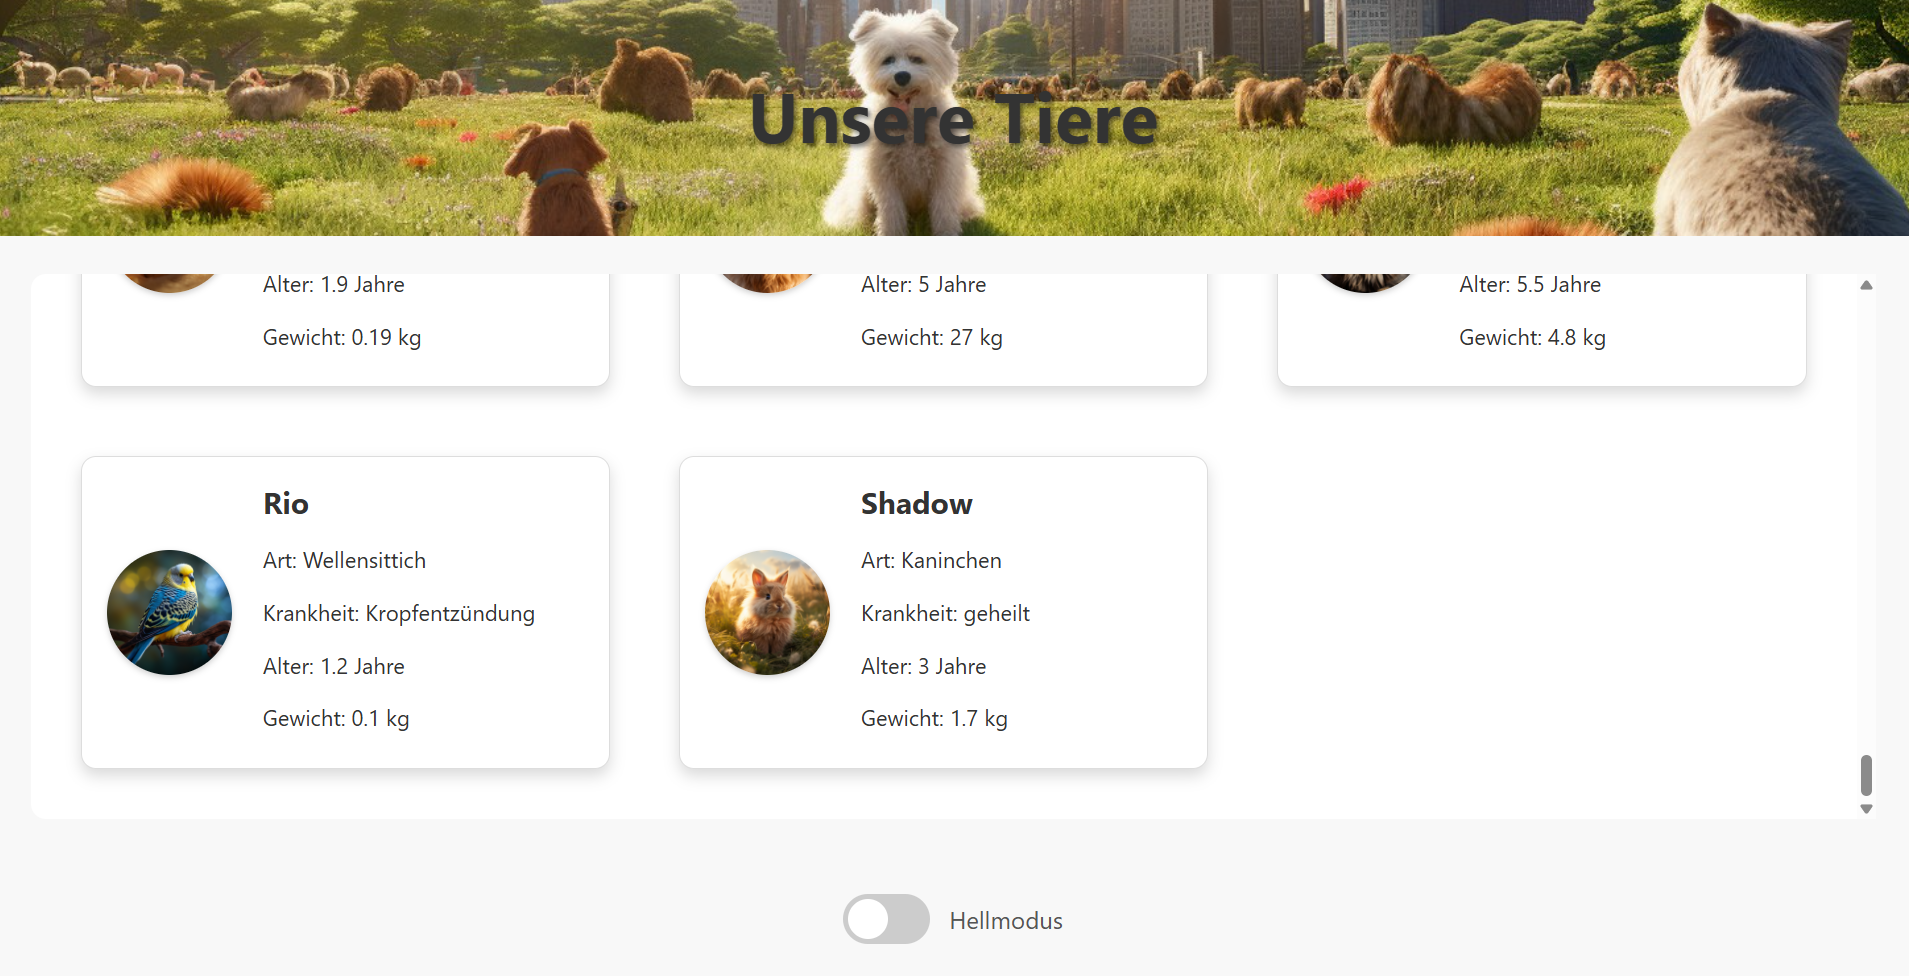 Unsere Tiere
Alter: 1.9 Jahre
Gewicht: 0.19 kg
Alter: 5 Jahre
Gewicht: 27 kg
Alter: 5.5 Jahre
Gewicht: 4.8 kg
Rio
Art: Wellensittich
Krankheit: Kropfentzündung
Alter: 1.2 Jahre
Gewicht: 0.1 kg
Shadow
Art: Kaninchen
Krankheit: geheilt
Alter: 3 Jahre
Gewicht: 1.7 kg
Hellmodus